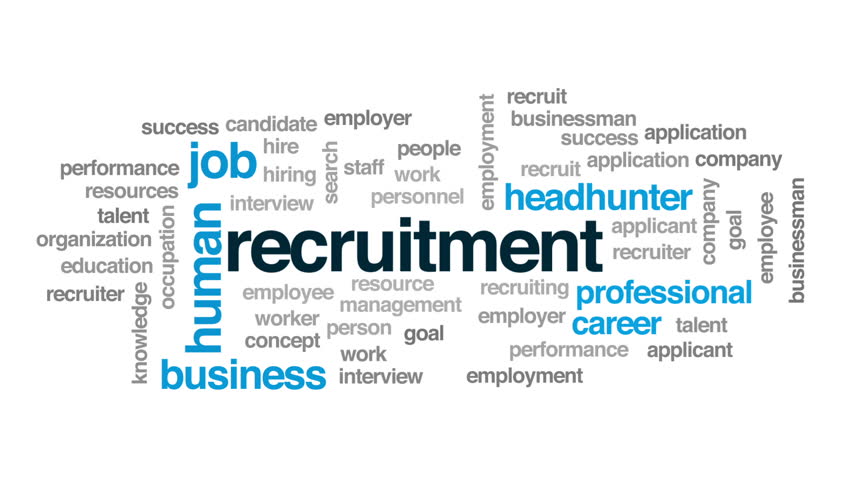 recruit
employer
businessman
success
candidate
employment
success
application
job
hire
people
search
application
company
performance
hiring
staff
work
recruit
resources
personnel
headhunter
interview
company
employee
businessman
talent
occupation
human
recruitment
applicant
goal
organization
recruiter
education
employee
resource
recruiting
professional
recruiter
knowledge
management
worker
person
employer
career
talent
concept
goal
work
performance
applicant
business
interview
employment